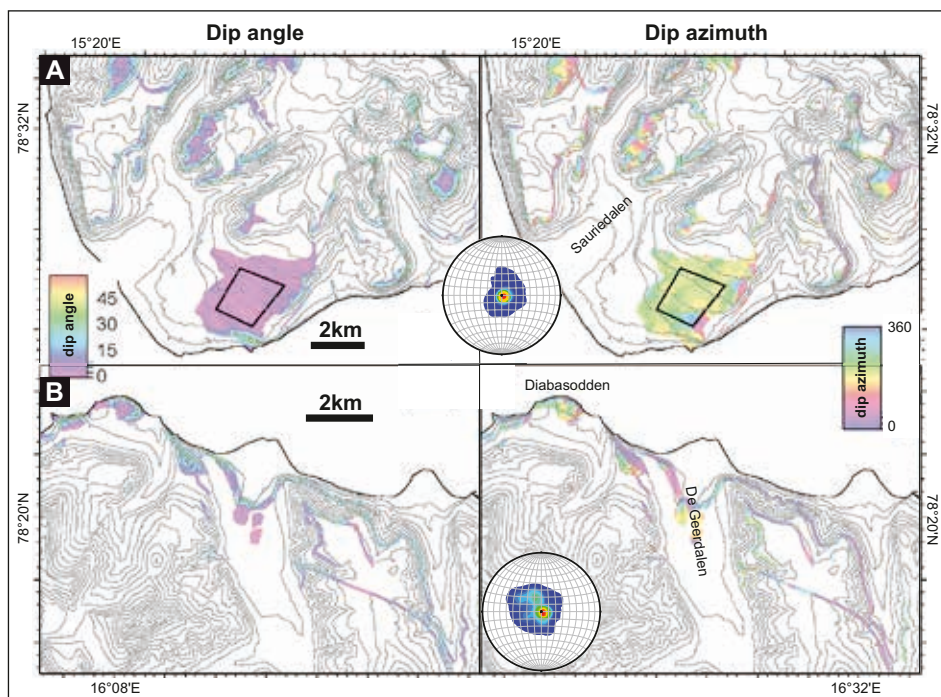 Dip angle
Dip azimuth
15°20'E
15°20'E
A
78°32'N
78°32'N
Sauriedalen
45
30
15
0
dip angle
2km
360
0
dip azimuth
B
2km
Diabasodden
78°20'N
78°20'N
De Geerdalen
16°08'E
16°32'E